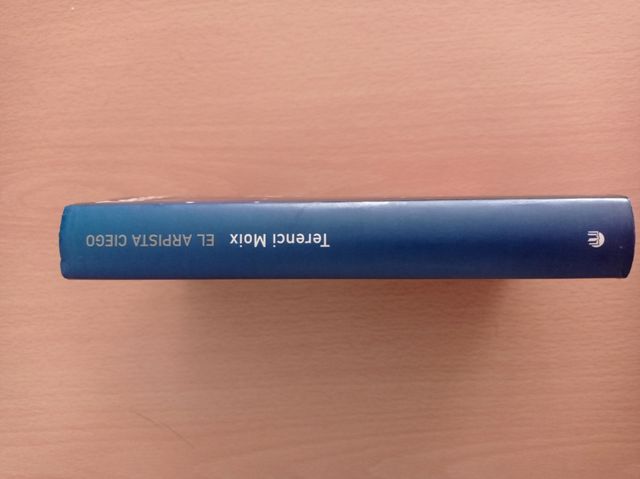 Terenci Moix EL ARPISTA CIEGO